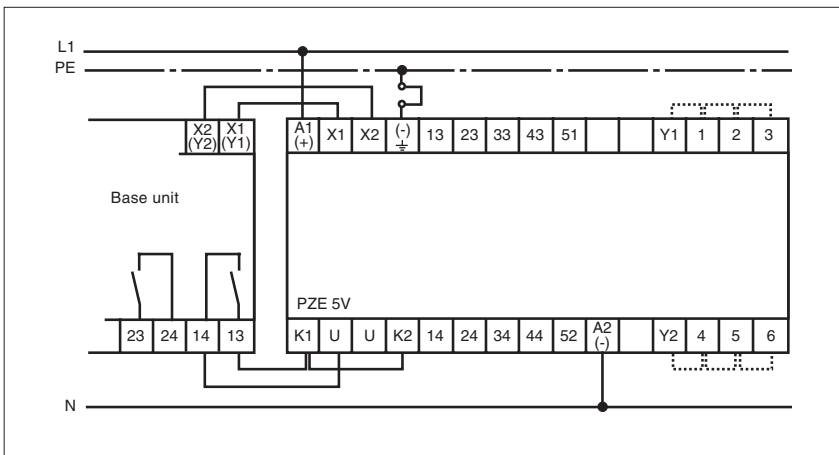 L1
PE
X2 (Y2) X1 (Y1) A1 (+) X1 X2 (-) 13 23 33 43 51 Y1 1 2 3
Base unit
PZE 5V
23 24 14 13 K1 U U K2 14 24 34 44 52 A2 (-) Y2 4 5 6
N